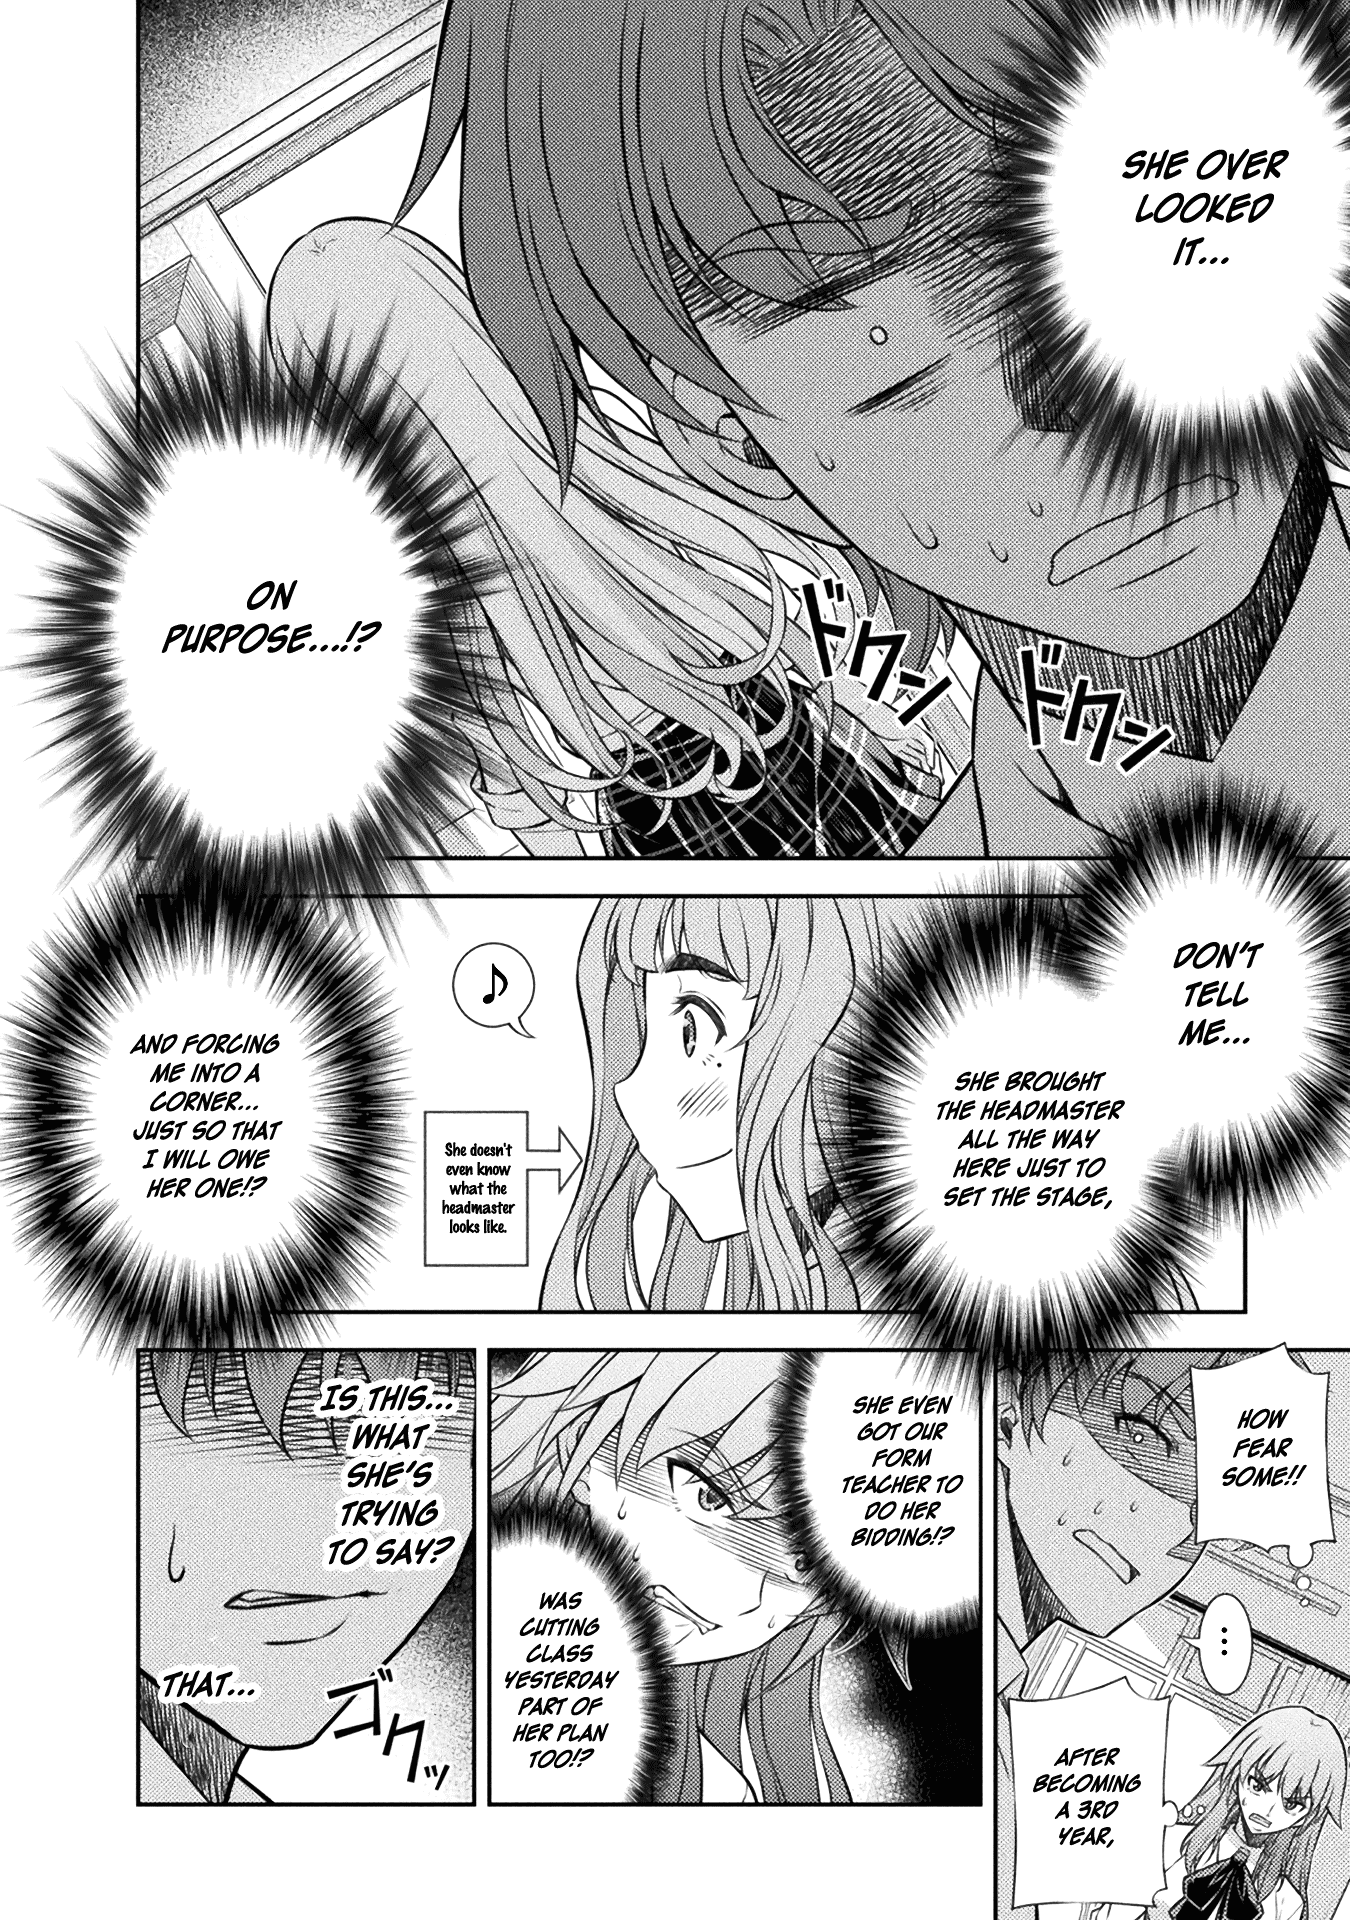 SHE OVER
LOOKED
IT...
ON
PURPOSE...!?
ドクン
ドクン
DON'T
TELL
ME...
SHE BROUGHT
THE HEADMASTER
ALL THE WAY
HERE JUST TO
SET THE STAGE,
♪
She doesn't
even know
what the
headmaster
looks like.
AND FORCING
ME INTO A
CORNER...
JUST SO THAT
I WILL OWE
HER ONE!?
HOW
FEAR
SOME!!
...
AFTER
BECOMING
A 3RD
YEAR,
SHE EVEN
GOT OUR
FORM
TEACHER TO
DO HER
BIDDING!?
WAS
CUTTING
CLASS
YESTERDAY
PART OF
HER PLAN
TOO!?
IS THIS...
WHAT
SHE'S
TRYING
TO SAY?
THAT...
ゴクッ